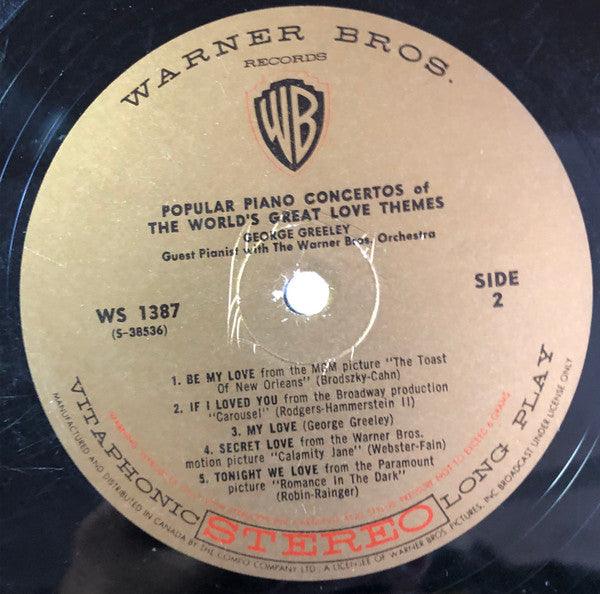 WARNER BROS.
RECORDS
WB
POPULAR PIANO CONCERTOS of
THE WORLD'S GREAT LOVE THEMES
GEORGE GREELEY
Guest Pianist with The Warner Bros. Orchestra
WS 1387
(S-38536)
SIDE
2
1. BE MY LOVE from the MGM picture "The Toast
Of New Orleans" (Brodszky-Cahn)
2. IF I LOVED YOU from the Broadway production
"Carousel" (Rodgers-Hammerstein II)
3. MY LOVE (George Greeley)
4. SECRET LOVE from the Warner Bros.
motion picture "Calamity Jane" (Webster-Fain)
5. TONIGHT WE LOVE from the Paramount
picture "Romance In The Dark"
(Robin-Rainger)
VITAPHONIC STEREO LONG PLAY
MANUFACTURED AND DISTRIBUTED IN CANADA BY THE COMPO COMPANY LTD., A LICENSEE OF WARNER BROS. PICTURES, INC. BROADCAST UNDER LICENSE ONLY